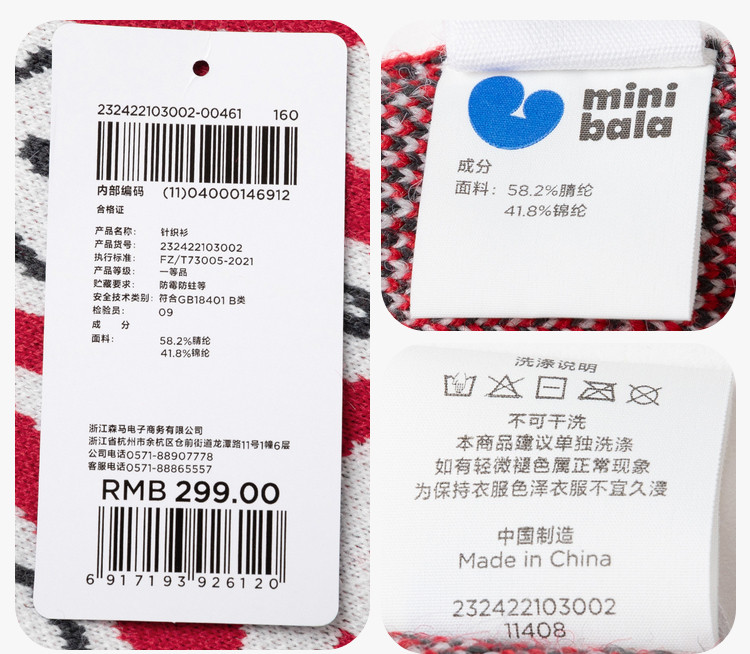 232422103002-00461 160
内部编码 (11)04000146912
合格证
产品名称: 针织衫
产品货号: 232422103002
执行标准: FZ/T73005-2021
产品等级: 一等品
贮藏要求: 防霉防蛀等
安全技术类别: 符合GB18401 B类
检验员: 09
成 分
面料: 58.2%腈纶
41.8%锦纶
浙江森马电子商务有限公司
浙江省杭州市余杭区仓前街道龙潭路11号1幢6层
公司电话0571-88907778
客服电话0571-88865557
RMB 299.00
6 917193 926120
mini
bala
成分
面料: 58.2%腈纶
41.8%锦纶
洗涤说明
不可干洗
本商品建议单独洗涤
如有轻微褪色属正常现象
为保持衣服色泽衣服不宜久浸
中国制造
Made in China
232422103002
11408